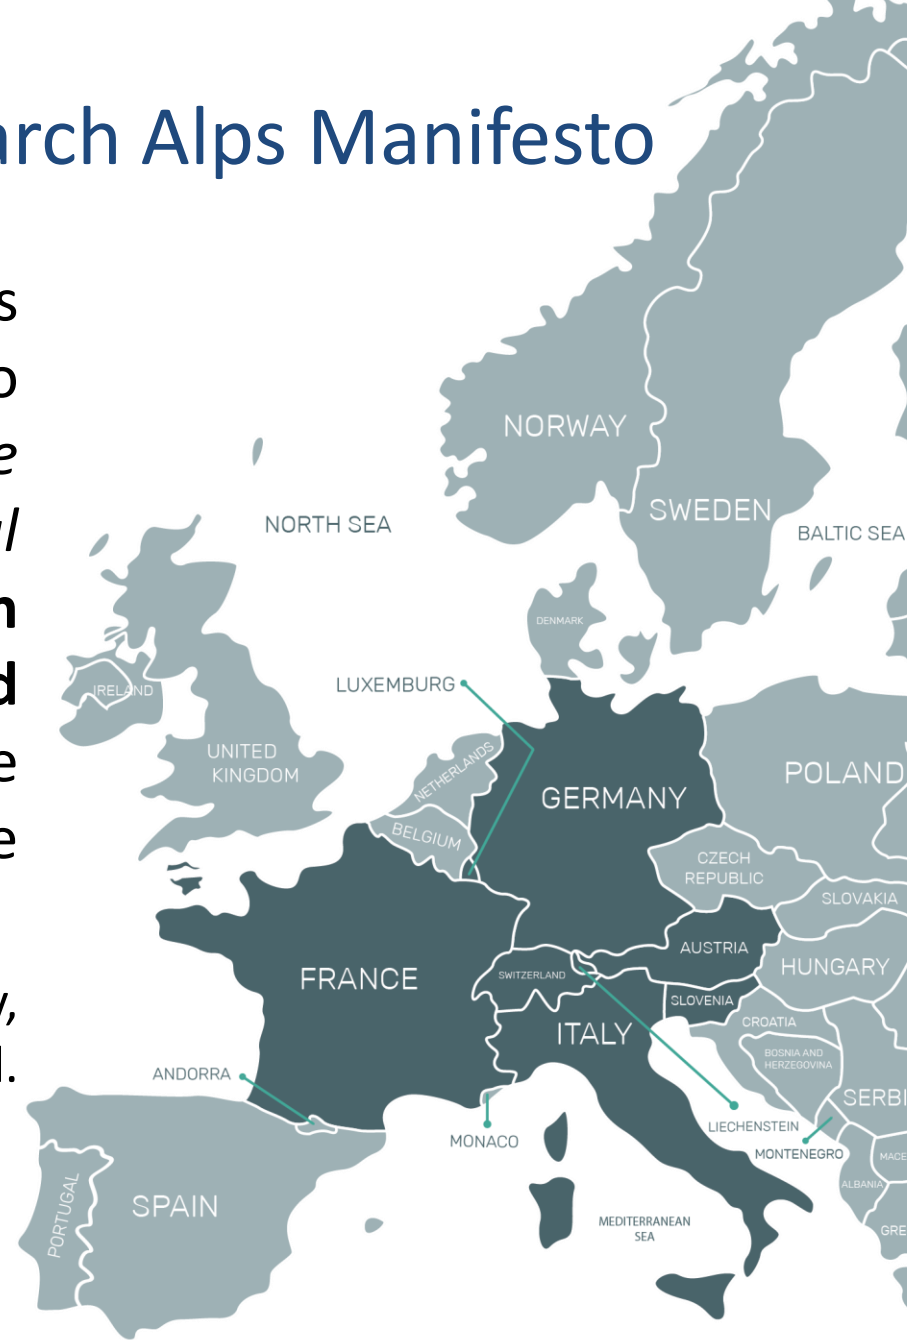 arch Alps Manifesto
s
o
e
l
n
d
e
e
y,
l.
NORWAY
SWEDEN
NORTH SEA
BALTIC SEA
DENMARK
LUXEMBURG
IRELAND
UNITED
KINGDOM
NETHERLANDS
BELGIUM
GERMANY
POLAND
CZECH
REPUBLIC
SLOVAKIA
AUSTRIA
HUNGARY
FRANCE
SWITZERLAND
SLOVENIA
ITALY
CROATIA
BOSNIA AND
HERZEGOVINA
SERBI
ANDORRA
MONACO
LIECHENSTEIN
MONTENEGRO
MACE
ALBANIA
GRE
PORTUGAL
SPAIN
MEDITERRANEAN
SEA